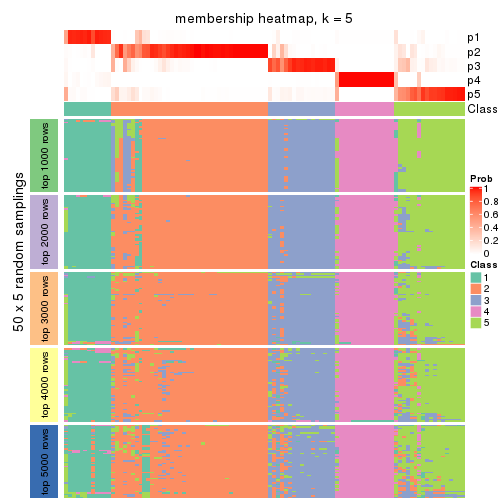 membership heatmap, k = 5
p1
p2
p3
p4
p5
Class
50 x 5 random samplings
top 1000 rows
top 2000 rows
top 3000 rows
top 4000 rows
top 5000 rows
Prob
1
0.8
0.6
0.4
0.2
0
Class
1
2
3
4
5